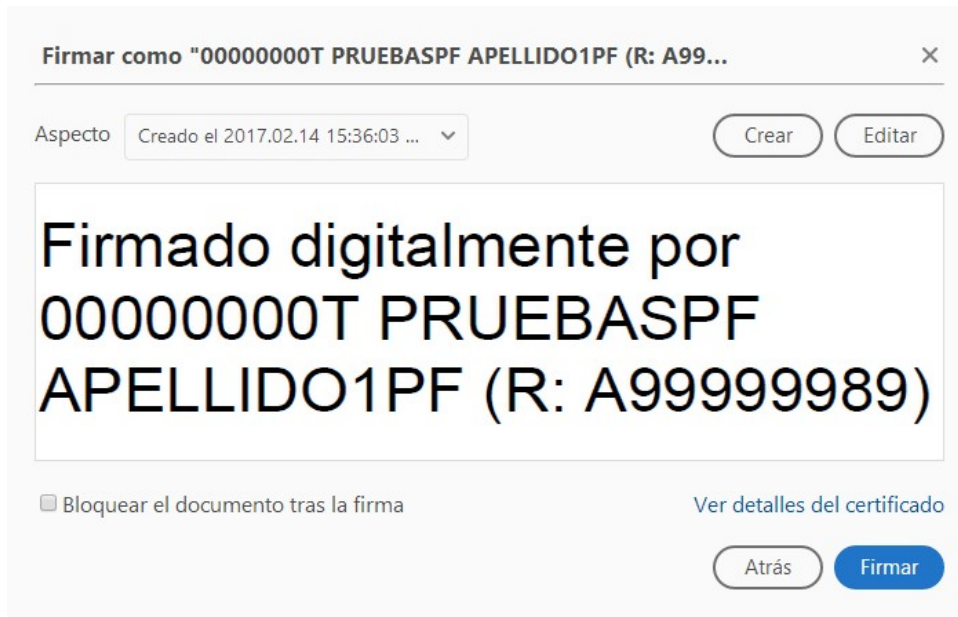 Firmar como "00000000T PRUEBASPF APELLIDO1PF (R: A99...
Aspecto Creado el 2017.02.14 15:36:03 ... Crear Editar
Firmado digitalmente por
00000000T PRUEBASPF
APELLIDO1PF (R: A99999989)
Bloquear el documento tras la firma Ver detalles del certificado
Atrás Firmar